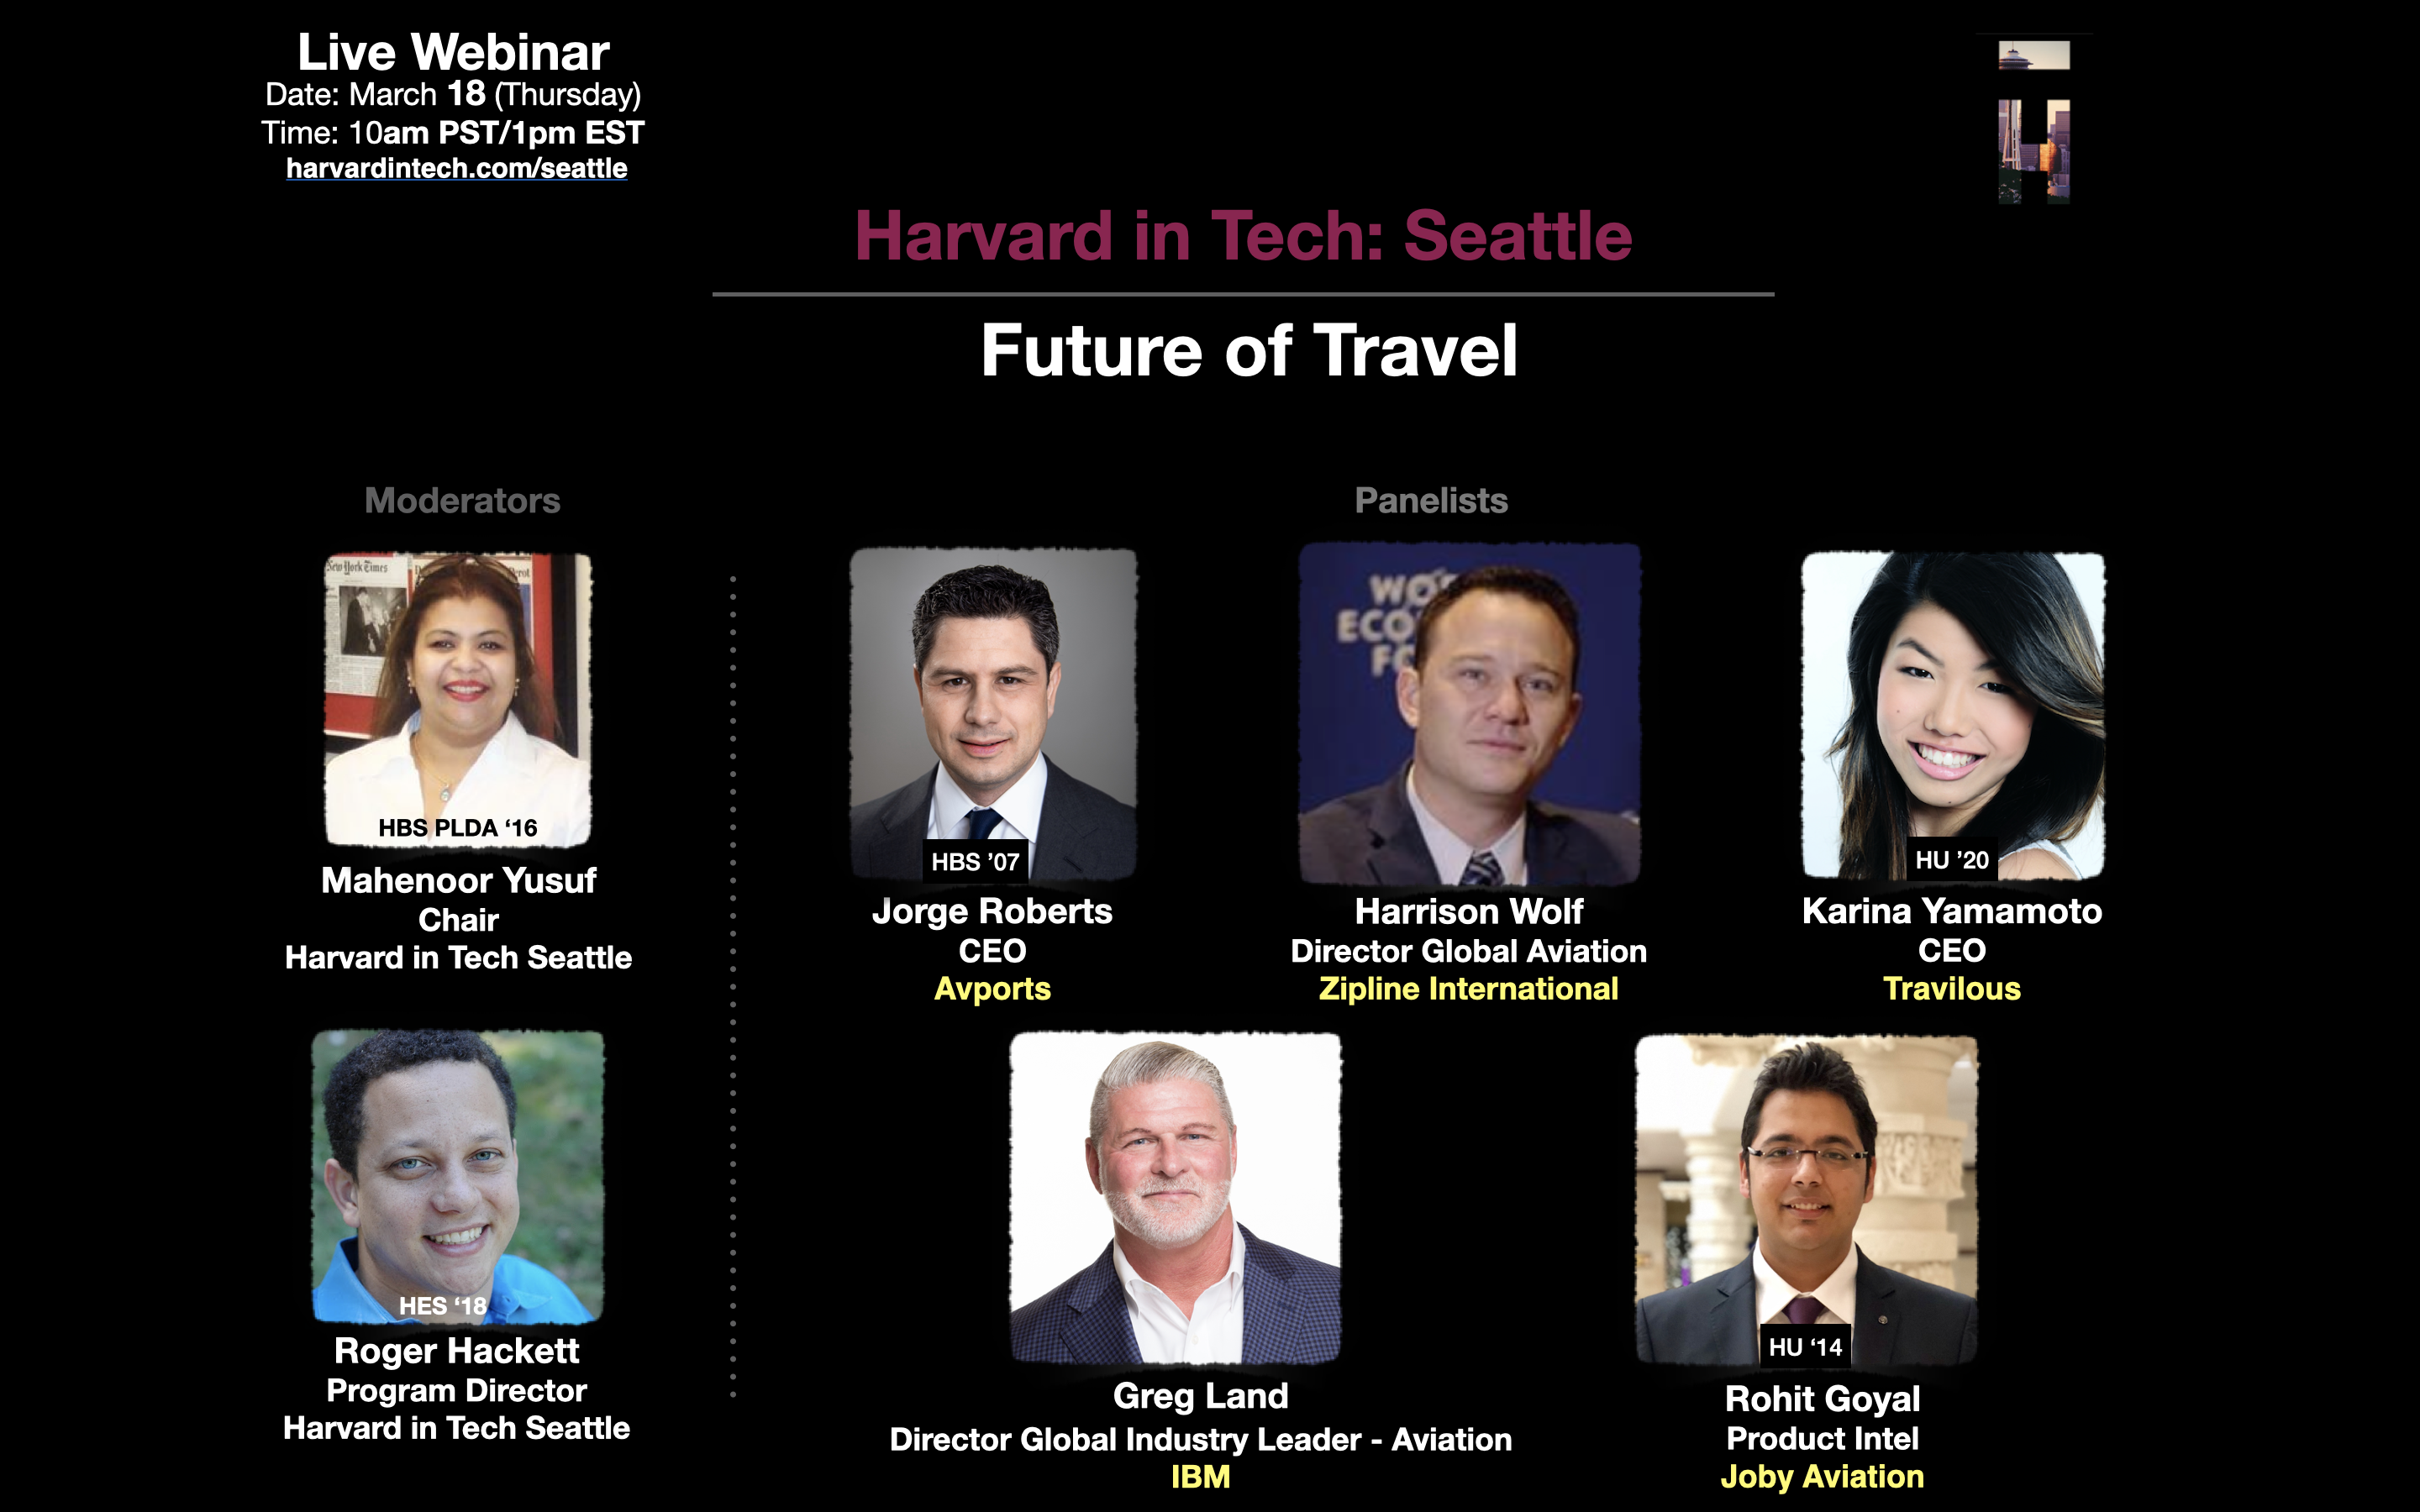 Live Webinar
Date: March 18 (Thursday)
Time: 10am PST/1pm EST
harvardintech.com/seattle
Harvard in Tech: Seattle
Future of Travel
Moderators
Panelists
New York Times
HBS PLDA ‘16
Mahenoor Yusuf
Chair
Harvard in Tech Seattle
HES ‘18
Roger Hackett
Program Director
Harvard in Tech Seattle
HBS ’07
Jorge Roberts
CEO
Avports
Harrison Wolf
Director Global Aviation
Zipline International
HU ’20
Karina Yamamoto
CEO
Travilous
Greg Land
Director Global Industry Leader - Aviation
IBM
HU ‘14
Rohit Goyal
Product Intel
Joby Aviation